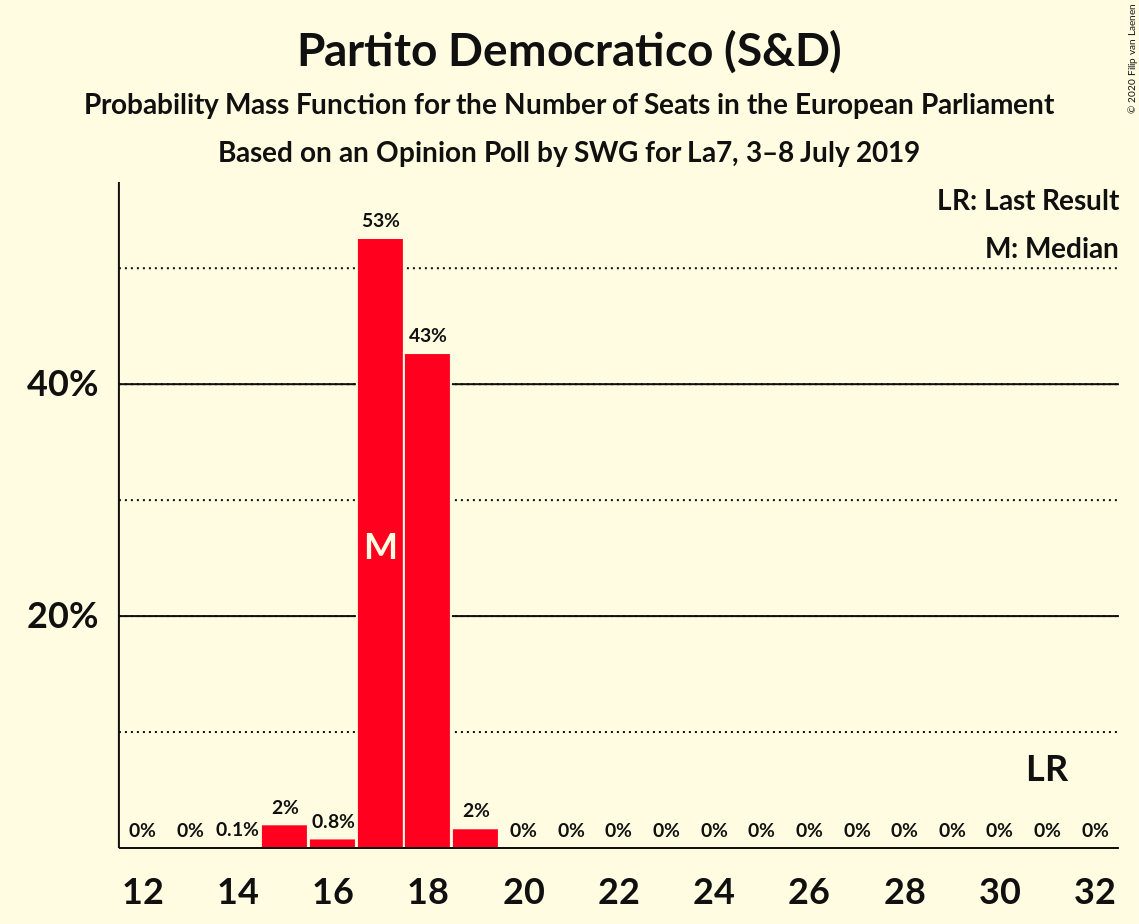 Partito Democratico (S&D)
Probability Mass Function for the Number of Seats in the European Parliament
Based on an Opinion Poll by SWG for La7, 3–8 July 2019
© 2020 Filip van Laenen
LR: Last Result
M: Median
53%
43%
40%
M
20%
LR
0% 0% 0.1% 2% 0.8% 2% 0% 0% 0% 0% 0% 0% 0% 0% 0% 0% 0% 0% 0%
12 14 16 18 20 22 24 26 28 30 32